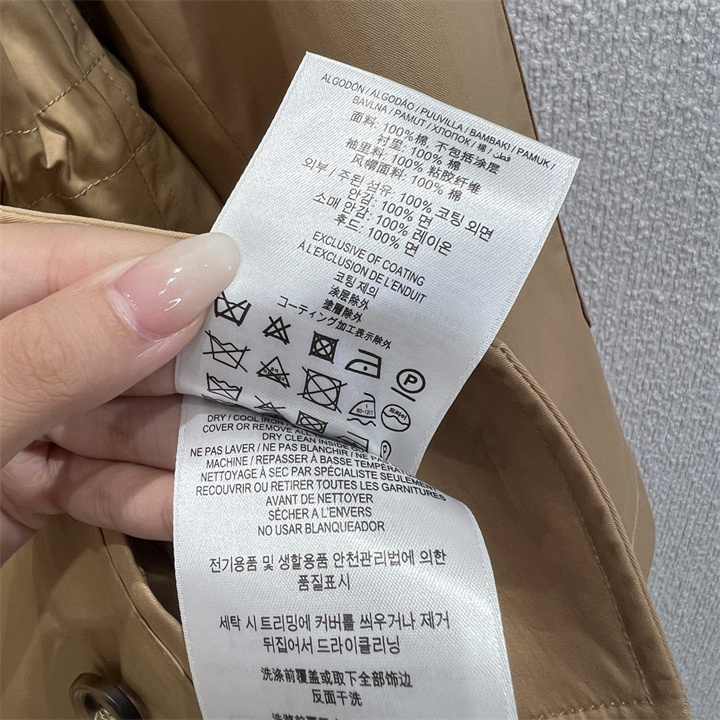 ALGODÓN / ALGODÃO / PUUVILLA / BAMBAKI / PAMUK /
BAVLNA / PAMUT / ХЛОПОК / 棉 / قطن
面料: 100%棉, 不包括涂层
衬里: 100% 棉
袖里料: 100% 粘胶纤维
风帽面料: 100% 棉
외부 / 주된 섬유: 100% 코팅 외면
안감: 100% 면
소매 안감: 100% 레이온
후드: 100% 면
EXCLUSIVE OF COATING
A L'EXCLUSION DE L'ENDUIT
코팅 제외
涂层除外
塗層除外
コーティング加工表示除外
P
80-120°C
드라이
DRY / COOL IRON
COVER OR REMOVE
DRY CLEAN INSIDE
NE PAS LAVER / NE PAS BLANCHIR / NE PAS
MACHINE / REPASSER À BASSE TEMPÉRATURE
NETTOYAGE À SEC PAR SPÉCIALISTE SEULEMENT
RECOUVRIR OU RETIRER TOUTES LES GARNITURES
AVANT DE NETTOYER
SÉCHER À L'ENVERS
NO USAR BLANQUEADOR
전기용품 및 생활용품 안전관리법에 의한
품질표시
세탁 시 트리밍에 커버를 씌우거나 제거
뒤집어서 드라이클리닝
洗涤前覆盖或取下全部饰边
反面干洗